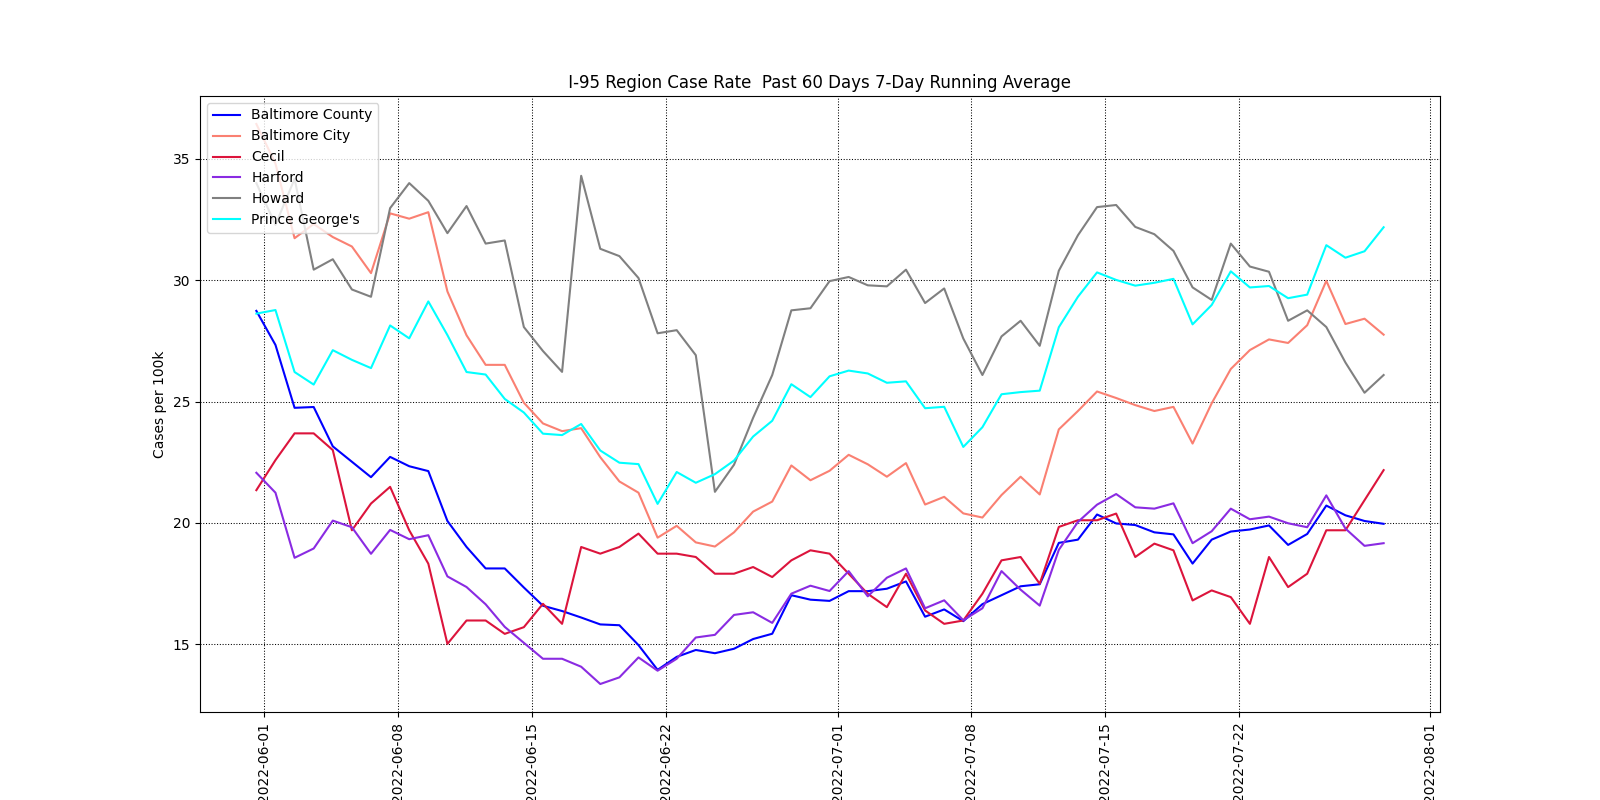 I-95 Region Case Rate  Past 60 Days 7-Day Running Average
Baltimore County
Baltimore City
Cecil
Harford
Howard
Prince George's
Cases per 100k
35
30
25
20
15
2022-06-01
2022-06-08
2022-06-15
2022-06-22
2022-07-01
2022-07-08
2022-07-15
2022-07-22
2022-08-01